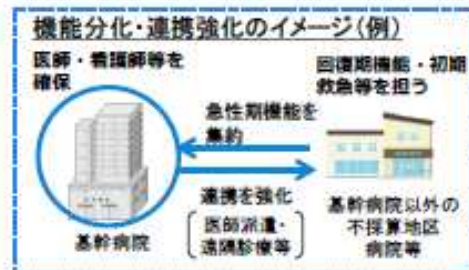 機能分化・連携強化のイメージ(例)
医師・看護師等を
確保
基幹病院
急性期機能を
集約
連携を強化
医師派遣・
遠隔診療等
回復期機能・初期
救急等を担う
基幹病院以外の
不採算地区
病院等